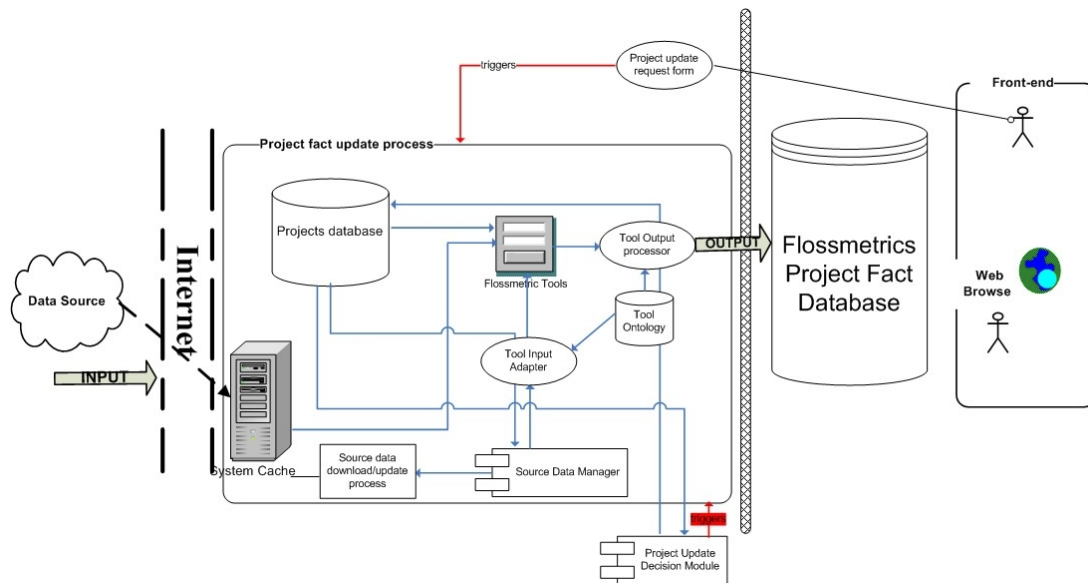 Project update
request form
triggers
Front-end
Project fact update process
Projects database
Flossmetric Tools
Tool Output
processor
OUTPUT
Flossmetrics
Project Fact
Database
Internet
Data Source
INPUT
Tool
Ontology
Tool Input
Adapter
Web
Browse
System Cache
Source data
download/update
process
Source Data Manager
triggers
Project Update
Decision Module